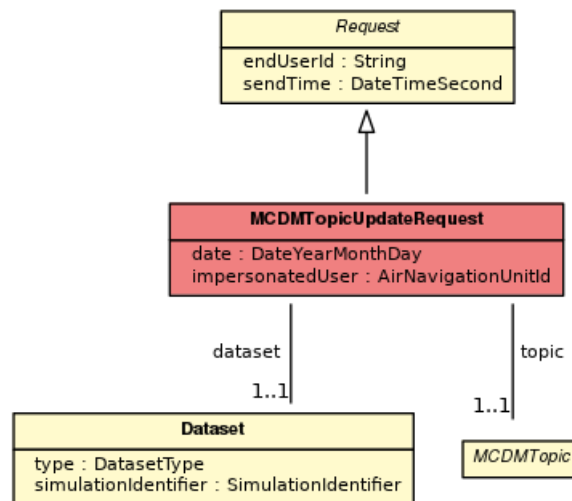 Request
endUserId : String
sendTime : DateTimeSecond
MCDMTopicUpdateRequest
date : DateYearMonthDay
impersonatedUser : AirNavigationUnitId
dataset
topic
1..1
1..1
Dataset
type : DatasetType
simulationIdentifier : SimulationIdentifier
MCDMTopic